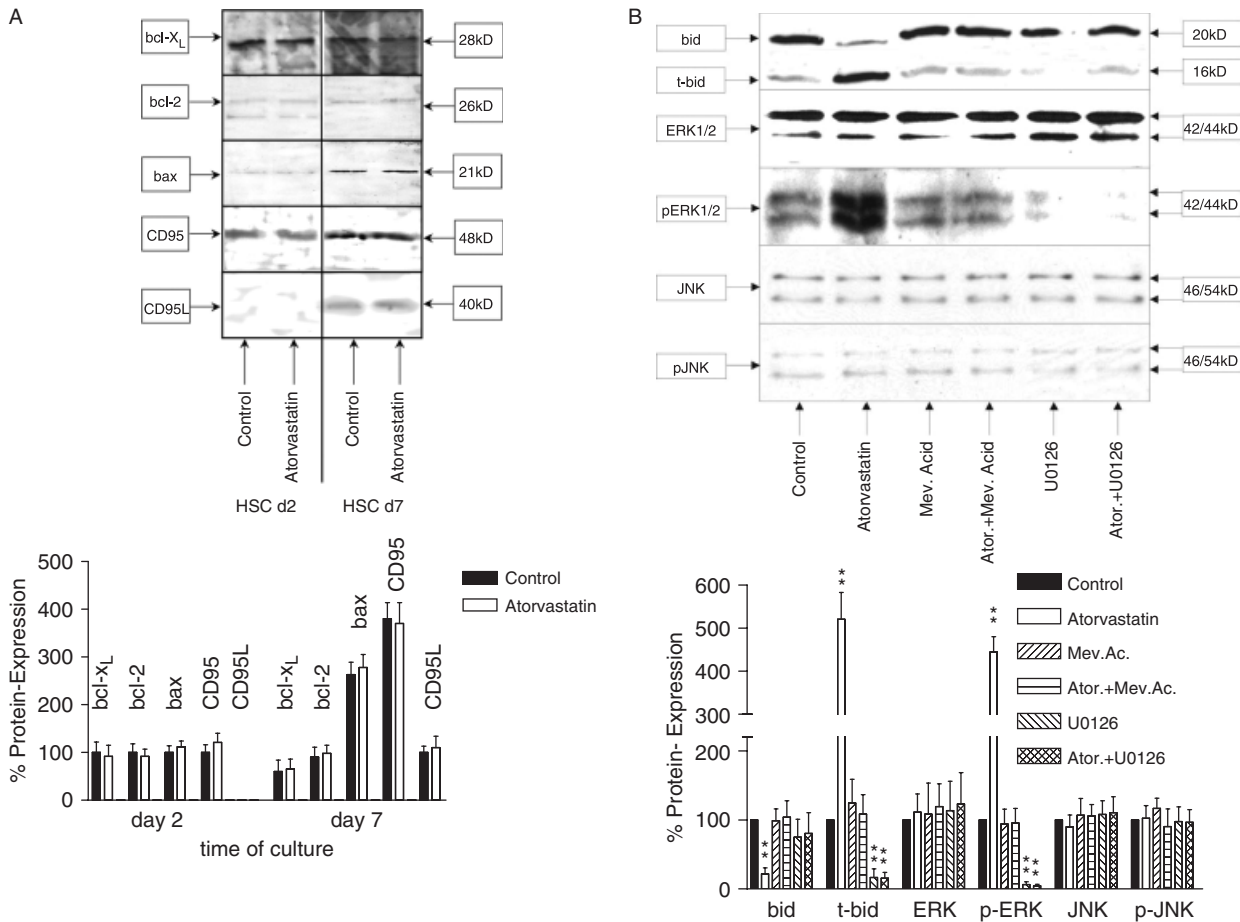 A
bcl-XL
28kD
bcl-2
26kD
bax
21kD
CD95
48kD
CD95L
40kD
Control
Atorvastatin
Control
Atorvastatin
HSC d2
HSC d7
% Protein-Expression
500
400
300
200
100
0
bcl-xL
bcl-2
bax
CD95
CD95L
bcl-xL
bcl-2
bax
CD95
CD95L
Control
Atorvastatin
day 2
day 7
time of culture
B
bid
20kD
t-bid
16kD
ERK1/2
42/44kD
pERK1/2
42/44kD
JNK
46/54kD
pJNK
46/54kD
Control
Atorvastatin
Mev. Acid
Ator.+Mev. Acid
U0126
Ator.+U0126
% Protein- Expression
600
500
400
300
200
100
0
**
**
**
**
**
**
**
Control
Atorvastatin
Mev.Ac.
Ator.+Mev.Ac.
U0126
Ator.+U0126
bid
t-bid
ERK
p-ERK
JNK
p-JNK